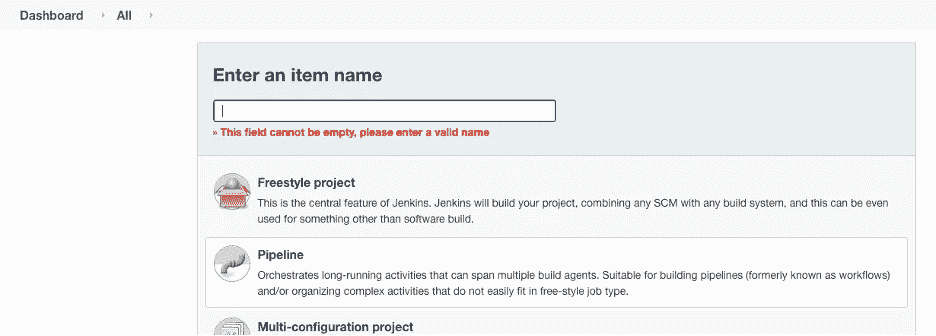 Dashboard All
Enter an item name
» This field cannot be empty, please enter a valid name
Freestyle project
This is the central feature of Jenkins. Jenkins will build your project, combining any SCM with any build system, and this can be even
used for something other than software build.
Pipeline
Orchestrates long-running activities that can span multiple build agents. Suitable for building pipelines (formerly known as workflows)
and/or organizing complex activities that do not easily fit in free-style job type.
Multi-configuration project